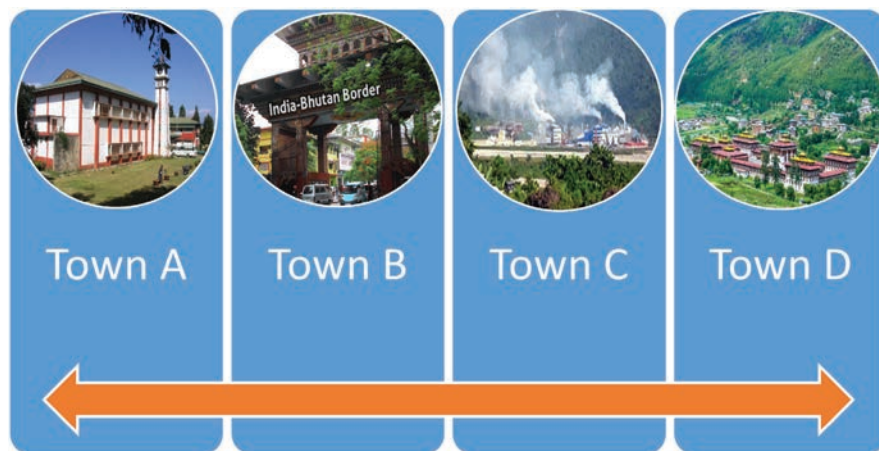 India-Bhutan Border
Town A
Town B
Town C
Town D